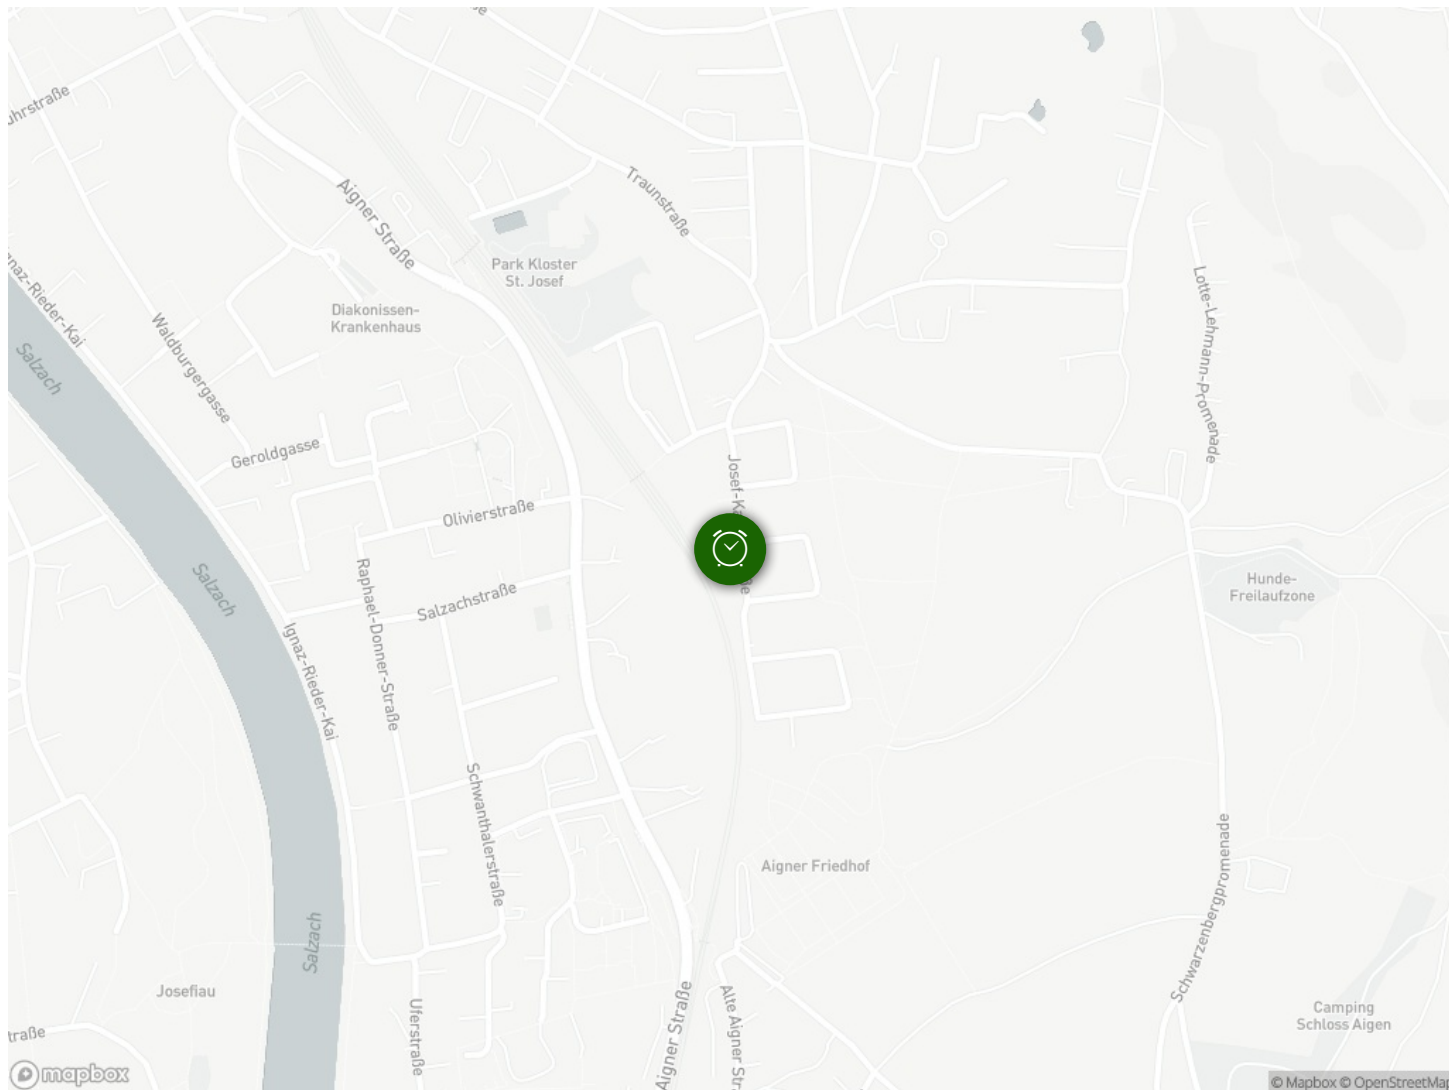 Aigner Straße
Traunstraße
Park Kloster
St. Josef
Diakonissen-
Krankenhaus
Ignaz-Rieder-Kai
Salzach
Waldburgergasse
Lotte-Lehmann-Promenade
Geroldgasse
Olivierstraße
Salzach
Salzachstraße
Raphael-Donner-Straße
Ignaz-Rieder-Kai
Hunde-
Freilaufzone
Schwanthalerstraße
Aigner Friedhof
Schwarzenbergpromenade
Salzach
Josefiau
Uferstraße
Aigner Straße
Camping
Schloss Aigen
mapbox
© Mapbox © OpenStreetMap